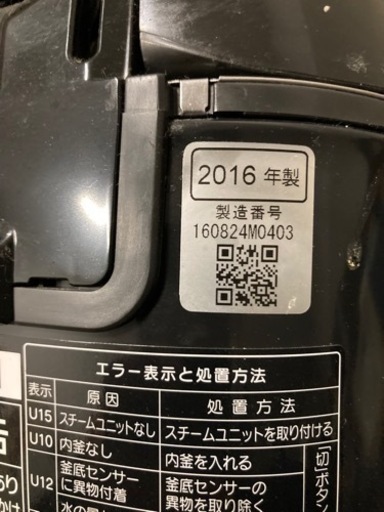 2016 年製
製造番号
160824M0403
エラー表示と処置方法
表示 原因 処置方法
U15 スチームユニットなし スチームユニットを取り付ける
U10 内釜なし 内釜を入れる
U12 釜底センサーに異物付着 釜底センサーの異物を取り除く
切 ボタン